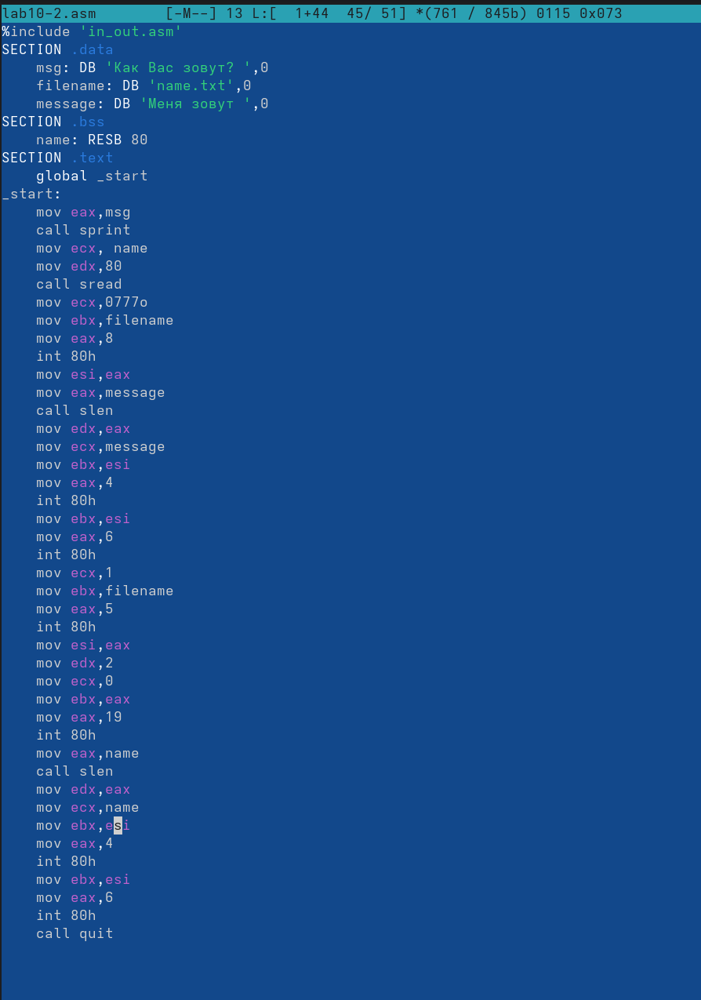 lab10-2.asm        [-M--] 13 L:[  1+44  45/ 51] *(761 / 845b) 0115 0x073
%include 'in_out.asm'
SECTION .data
    msg: DB 'Как Вас зовут? ',0
    filename: DB 'name.txt',0
    message: DB 'Меня зовут ',0
SECTION .bss
    name: RESB 80
SECTION .text
    global _start
_start:
    mov eax,msg
    call sprint
    mov ecx, name
    mov edx,80
    call sread
    mov ecx,0777o
    mov ebx,filename
    mov eax,8
    int 80h
    mov esi,eax
    mov eax,message
    call slen
    mov edx,eax
    mov ecx,message
    mov ebx,esi
    mov eax,4
    int 80h
    mov ebx,esi
    mov eax,6
    int 80h
    mov ecx,1
    mov ebx,filename
    mov eax,5
    int 80h
    mov esi,eax
    mov edx,2
    mov ecx,0
    mov ebx,eax
    mov eax,19
    int 80h
    mov eax,name
    call slen
    mov edx,eax
    mov ecx,name
    mov ebx,esi
    mov eax,4
    int 80h
    mov ebx,esi
    mov eax,6
    int 80h
    call quit